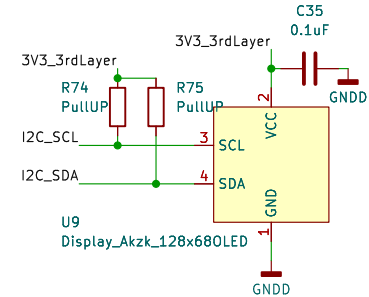 C35
0.1uF
3V3_3rdLayer
3V3_3rdLayer
GNDD
R74
PullUP
R75
PullUP
2
VCC
I2C_SCL
3
SCL
I2C_SDA
4
SDA
GND
1
U9
Display_Akzk_128x68OLED
GNDD